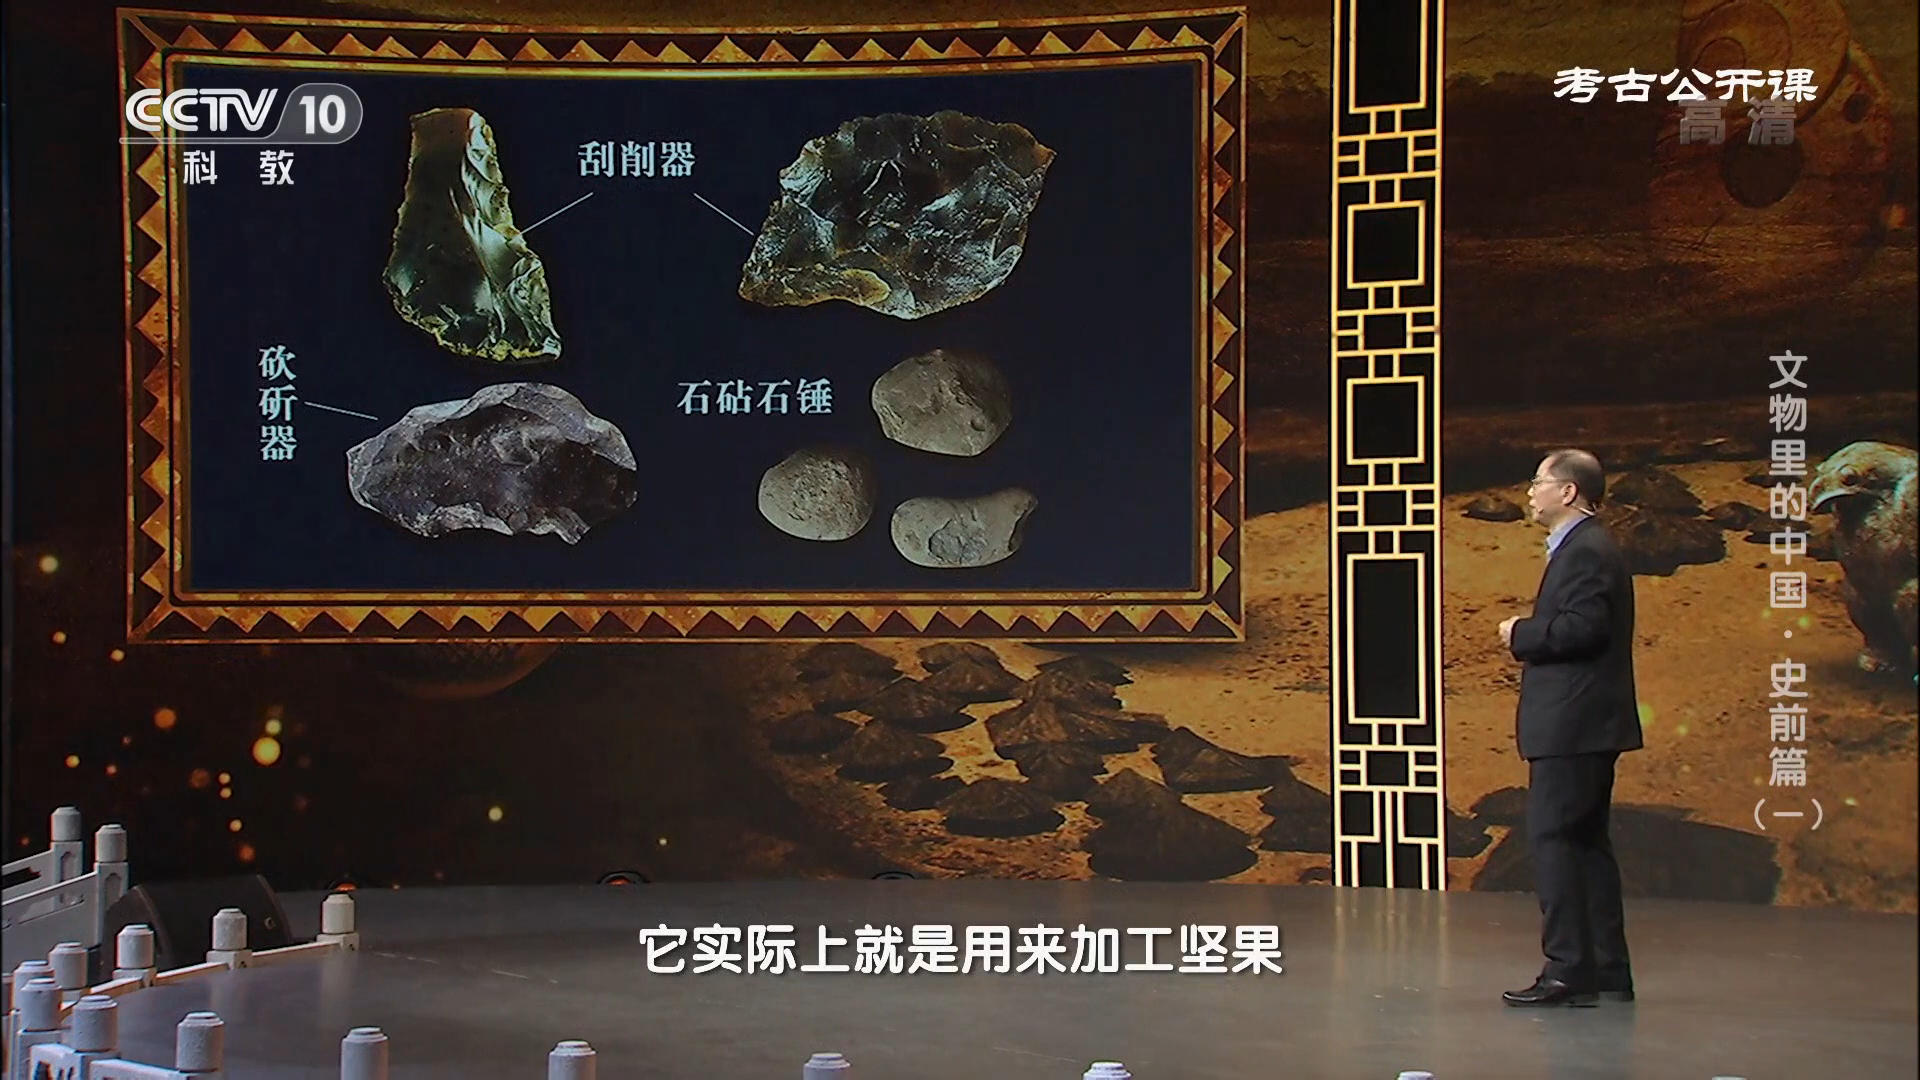 CCTV 10
科 教
考古公开课
高清
刮削器
砍斫器
石砧石锤
文物里的中国·史前篇（一）
它实际上就是用来加工坚果